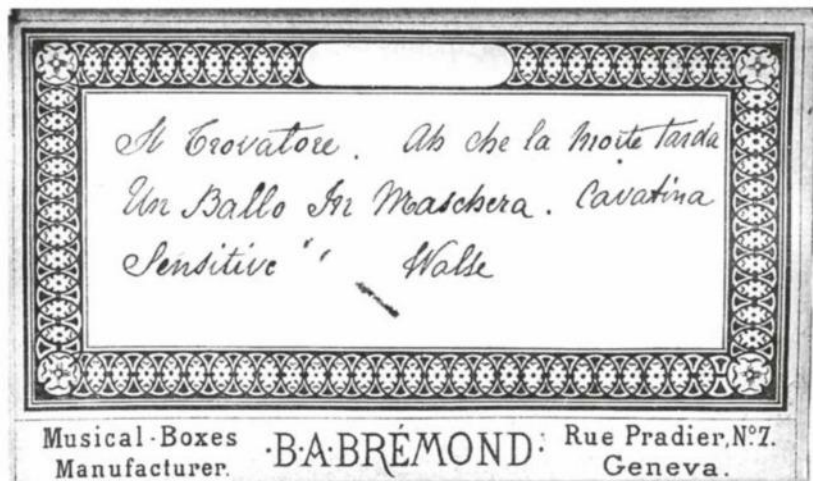 Il Trovatore. Ah che la morte tarda
Un Ballo In Maschera. Cavatina
Sensitive " Walse
Musical-Boxes Manufacturer.
·B·A·BRÉMOND·
Rue Pradier, Nº 7. Geneva.